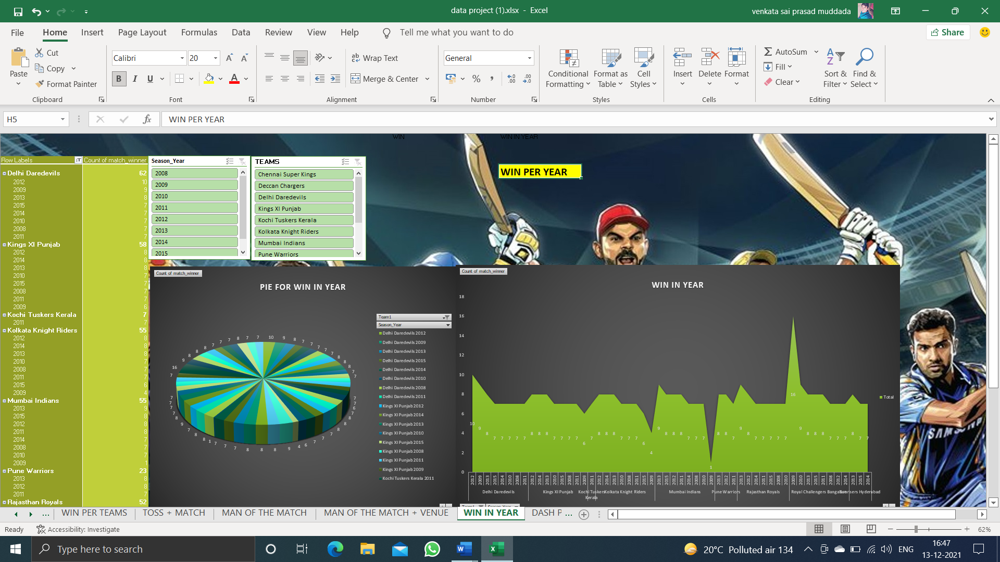 data project (1).xlsx - Excel
venkata sai prasad muddada
File Home Insert Page Layout Formulas Data Review View Help Tell me what you want to do
Share
Paste
Cut
Copy
Format Painter
Clipboard
Calibri 20
B I U
Font
Wrap Text
Merge & Center
Alignment
General
Number
Conditional Formatting
Format as Table
Cell Styles
Styles
Insert Delete Format
Cells
AutoSum
Fill
Clear
Sort & Filter
Find & Select
Editing
H5
fx
WIN PER YEAR
WIN
WIN IN YEAR
WIN PER YEAR
Row Labels Count of match_winner
Delhi Daredevils 62
2012 10
2009 9
2013 8
2015 7
2014 7
2010 7
2008 7
2011 7
Kings XI Punjab 58
2012 8
2014 8
2013 8
2010 7
2015 7
2008 7
2011 7
2009 6
Kochi Tuskers Kerala 7
2011 7
Kolkata Knight Riders 55
2012 8
2014 8
2013 8
2010 7
2008 7
2011 7
2015 6
2009 4
Mumbai Indians 55
2013 9
2015 8
2012 8
2011 8
2014 7
2008 7
2010 7
2009 1
Pune Warriors 23
2013 8
2012 8
2011 7
Rajasthan Royals 52
Season_Year
2008
2009
2010
2011
2012
2013
2014
2015
TEAMS
Chennai Super Kings
Deccan Chargers
Delhi Daredevils
Kings XI Punjab
Kochi Tuskers Kerala
Kolkata Knight Riders
Mumbai Indians
Pune Warriors
Count of match_winner
PIE FOR WIN IN YEAR
Team1
Season_Year
Delhi Daredevils 2012
Delhi Daredevils 2009
Delhi Daredevils 2013
Delhi Daredevils 2015
Delhi Daredevils 2014
Delhi Daredevils 2010
Delhi Daredevils 2008
Delhi Daredevils 2011
Kings XI Punjab 2012
Kings XI Punjab 2014
Kings XI Punjab 2013
Kings XI Punjab 2010
Kings XI Punjab 2015
Kings XI Punjab 2008
Kings XI Punjab 2011
Kings XI Punjab 2009
Kochi Tuskers Kerala 2011
Count of match_winner
WIN IN YEAR
18
16
14
12
10
8
6
4
2
0
Total
Delhi Daredevils Kings XI Punjab Kochi Tuskers Kerala Kolkata Knight Riders Mumbai Indians Pune Warriors Rajasthan Royals Royal Challengers
SAMSUNG
WIN PER TEAMS TOSS + MATCH MAN OF THE MATCH MAN OF THE MATCH + VENUE WIN IN YEAR DASH P ...
Ready Accessibility: Investigate
62%
Type here to search
20°C Polluted air 134
ENG
16:47
13-12-2021